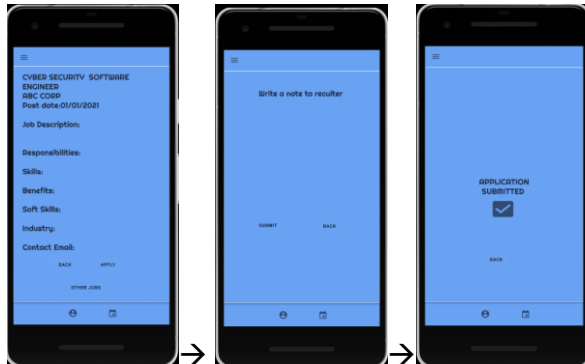 CYBER SECURITY SOFTWARE
ENGINEER
ABC CORP
Post date:01/01/2021
Job Description:
Responsibilities:
Skills:
Benefits:
Soft Skills:
Industry:
Contact Email:
BACK APPLY
OTHER JOBS
Write a note to recuiter
SUBMIT BACK
APPLICATION
SUBMITTED
BACK